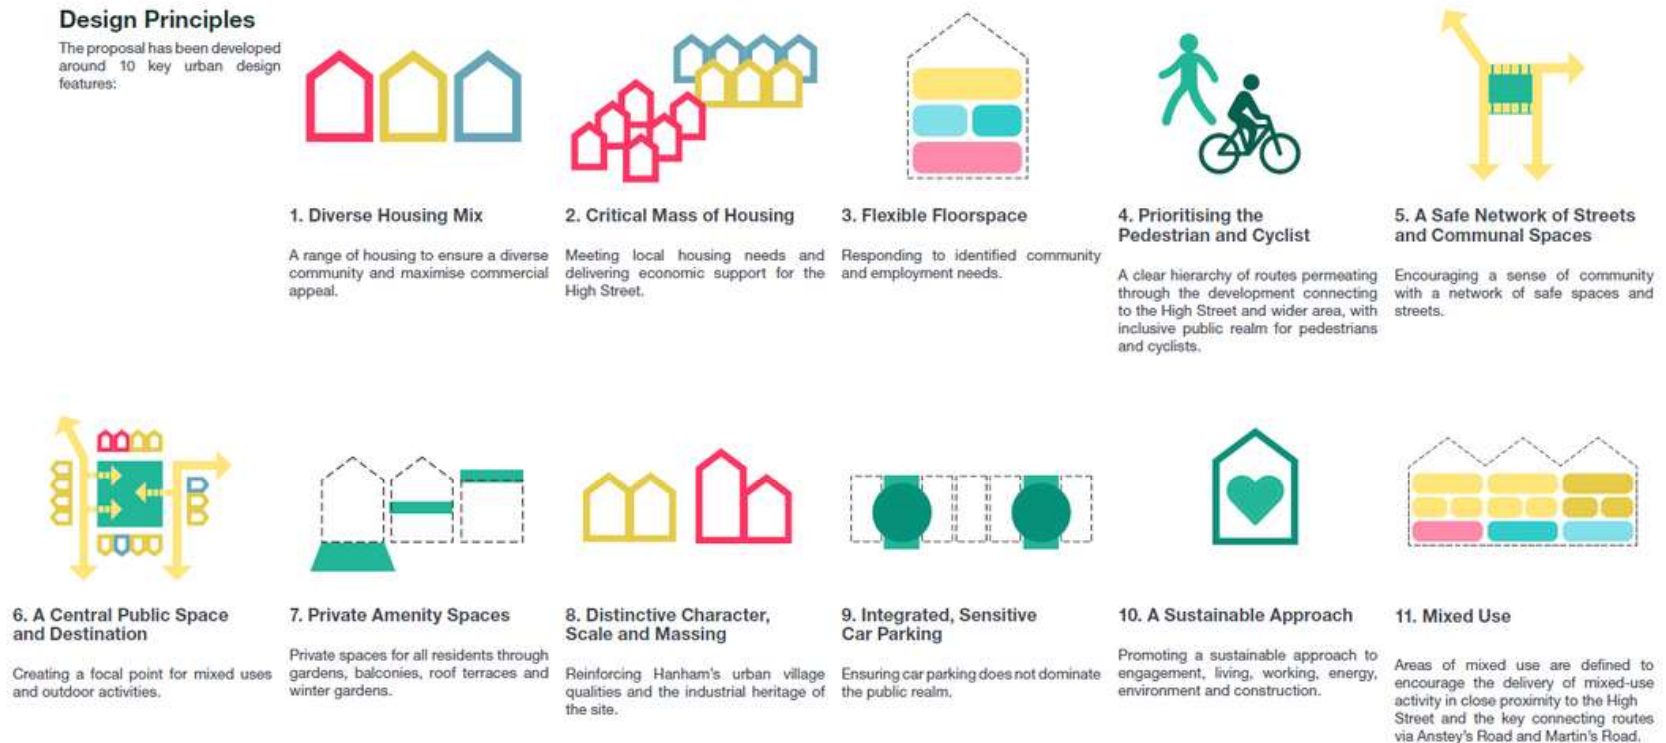 Design Principles
The proposal has been developed
around 10 key urban design
features:
1. Diverse Housing Mix
A range of housing to ensure a diverse
community and maximise commercial
appeal.
2. Critical Mass of Housing
Meeting local housing needs and
delivering economic support for the
High Street.
3. Flexible Floorspace
Responding to identified community
and employment needs.
4. Prioritising the
Pedestrian and Cyclist
A clear hierarchy of routes permeating
through the development connecting
to the High Street and wider area, with
inclusive public realm for pedestrians
and cyclists.
5. A Safe Network of Streets
and Communal Spaces
Encouraging a sense of community
with a network of safe spaces and
streets.
6. A Central Public Space
and Destination
Creating a focal point for mixed uses
and outdoor activities.
7. Private Amenity Spaces
Private spaces for all residents through
gardens, balconies, roof terraces and
winter gardens.
8. Distinctive Character,
Scale and Massing
Reinforcing Hanham's urban village
qualities and the industrial heritage of
the site.
9. Integrated, Sensitive
Car Parking
Ensuring car parking does not dominate
the public realm.
10. A Sustainable Approach
Promoting a sustainable approach to
engagement, living, working, energy,
environment and construction.
11. Mixed Use
Areas of mixed use are defined to
encourage the delivery of mixed-use
activity in close proximity to the High
Street and the key connecting routes
via Anstey's Road and Martin's Road.